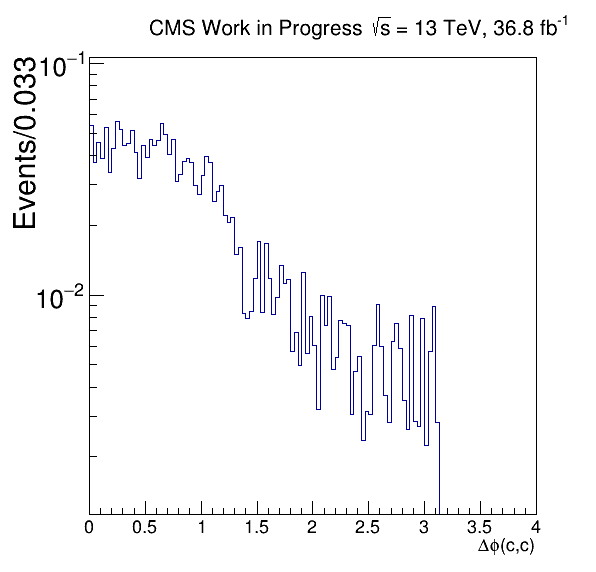 CMS Work in Progress √s = 13 TeV, 36.8 fb⁻¹
Events/0.033
10⁻¹
10⁻²
0 0.5 1 1.5 2 2.5 3 3.5 4
Δϕ(c,c)